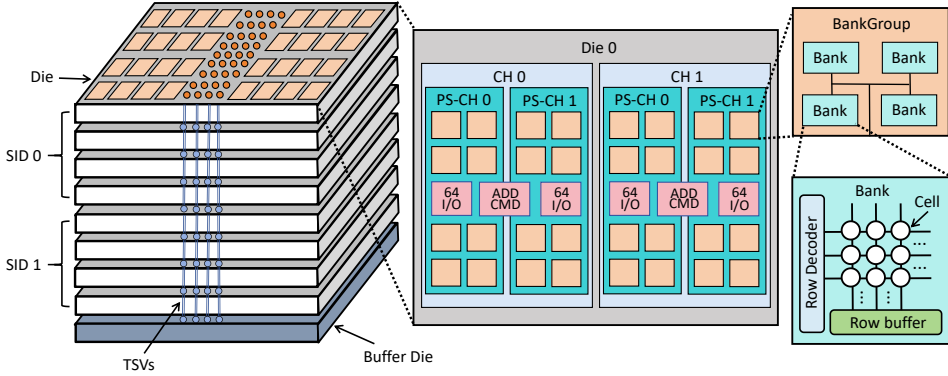 Die
SID 0
SID 1
TSVs
Buffer Die
Die 0
CH 0
CH 1
PS-CH 0
PS-CH 1
PS-CH 0
PS-CH 1
64
I/O
ADD
CMD
64
I/O
64
I/O
ADD
CMD
64
I/O
BankGroup
Bank
Bank
Bank
Bank
Bank
Cell
Row Decoder
...
...
...
...
Row buffer